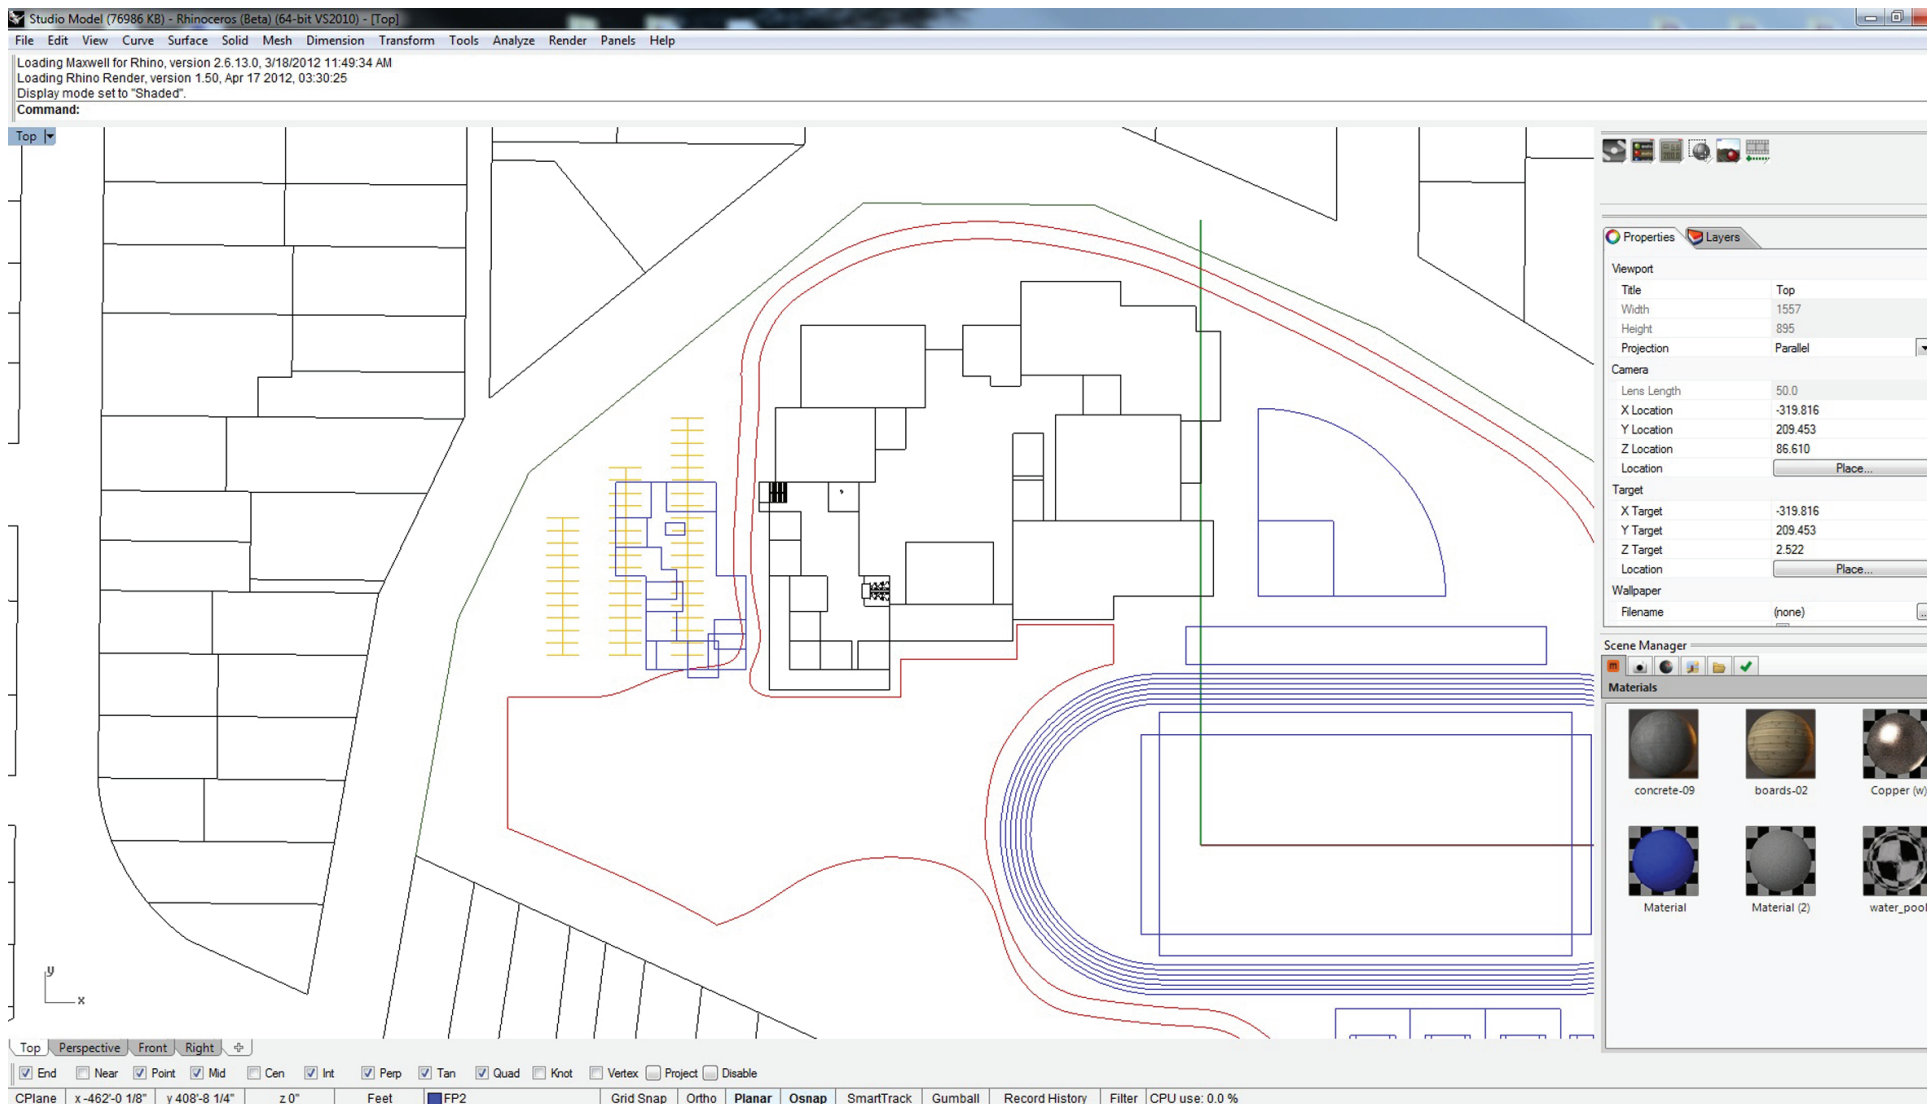 Studio Model (76986 KB) - Rhinoceros (Beta) (64-bit VS2010) - [Top]
File Edit View Curve Surface Solid Mesh Dimension Transform Tools Analyze Render Panels Help
Loading Maxwell for Rhino, version 2.6.13.0, 3/18/2012 11:49:34 AM
Loading Rhino Render, version 1.50, Apr 17 2012, 03:30:25
Display mode set to "Shaded".
Command:
Top
Properties Layers
Viewport
Title Top
Width 1557
Height 895
Projection Parallel
Camera
Lens Length 50.0
X Location -319.816
Y Location 209.453
Z Location 86.610
Location Place...
Target
X Target -319.816
Y Target 209.453
Z Target 2.522
Location Place...
Wallpaper
Filename (none) ...
Scene Manager
m
Materials
concrete-09 boards-02 Copper (w)
Material Material (2) water_pool
y
x
Top Perspective Front Right
End Near Point Mid Cen Int Perp Tan Quad Knot Vertex Project Disable
CPlane x -462'-0 1/8" y 408'-8 1/4" z 0" Feet FP2 Grid Snap Ortho Planar Osnap SmartTrack Gumball Record History Filter CPU use: 0.0 %